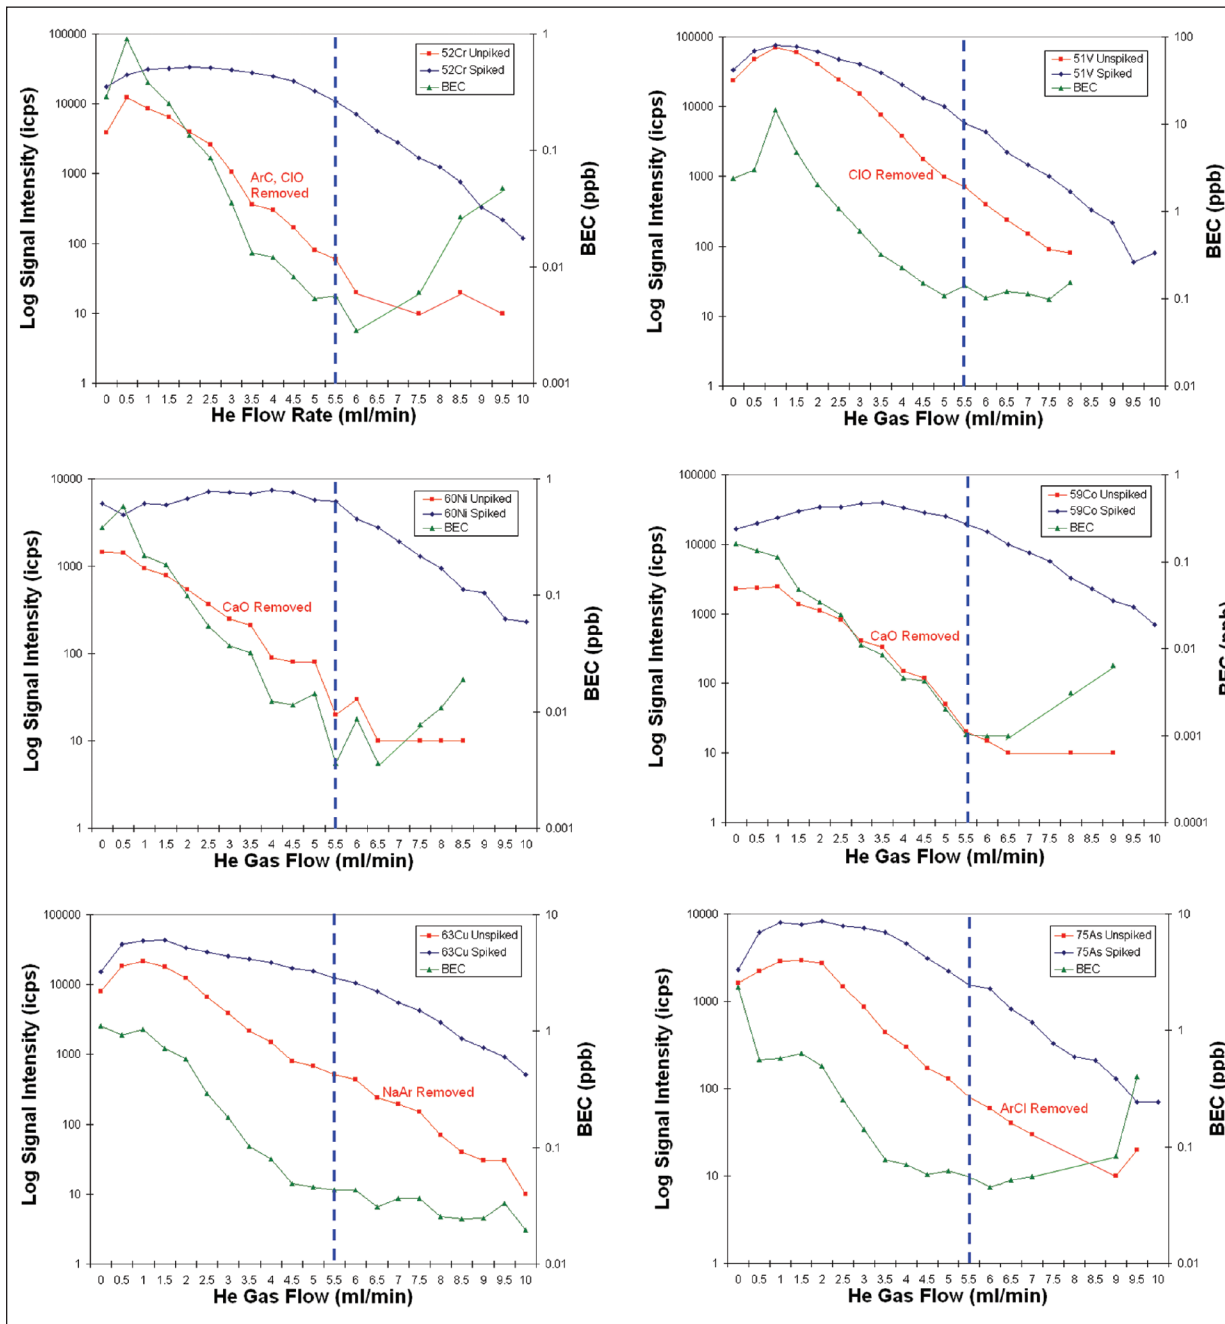 100000
10000
1000
100
10
1
1
0.1
0.01
0.001
52Cr Unpiked
52Cr Spiked
BEC
ArC, ClO
Removed
Log Signal Intensity (icps)
BEC (ppb)
0 0.5 1 1.5 2 2.5 3 3.5 4 4.5 5 5.5 6 6.5 7 7.5 8 8.5 9 9.5 10
He Flow Rate (ml/min)
100000
10000
1000
100
10
1
100
10
1
0.1
0.01
51V Unspiked
51V Spiked
BEC
ClO Removed
Log Signal Intensity (icps)
BEC (ppb)
0 0.5 1 1.5 2 2.5 3 3.5 4 4.5 5 5.5 6 6.5 7 7.5 8 8.5 9 9.5 10
He Gas Flow (ml/min)
10000
1000
100
10
1
1
0.1
0.01
0.001
60Ni Unpiked
60Ni Spiked
BEC
CaO Removed
Log Signal Intensity (icps)
BEC (ppb)
0 0.5 1 1.5 2 2.5 3 3.5 4 4.5 5 5.5 6 6.5 7 7.5 8 8.5 9 9.5 10
He Gas Flow (ml/min)
100000
10000
1000
100
10
1
1
0.1
0.01
0.001
0.0001
59Co Unspiked
59Co Spiked
BEC
CaO Removed
Log Signal Intensity (icps)
BEC (ppb)
0 0.5 1 1.5 2 2.5 3 3.5 4 4.5 5 5.5 6 6.5 7 7.5 8 8.5 9 9.5 10
He Gas Flow (ml/min)
100000
10000
1000
100
10
1
10
1
0.1
0.01
63Cu Unspiked
63Cu Spiked
BEC
NaAr Removed
Log Signal Intensity (icps)
BEC (ppb)
0 0.5 1 1.5 2 2.5 3 3.5 4 4.5 5 5.5 6 6.5 7 7.5 8 8.5 9 9.5 10
He Gas Flow (ml/min)
10000
1000
100
10
1
10
1
0.1
0.01
75As Unspiked
75As Spiked
BEC
ArCl Removed
Log Signal Intensity (icps)
BEC (ppb)
0 0.5 1 1.5 2 2.5 3 3.5 4 4.5 5 5.5 6 6.5 7 7.5 8 8.5 9 9.5 10
He Gas Flow (ml/min)